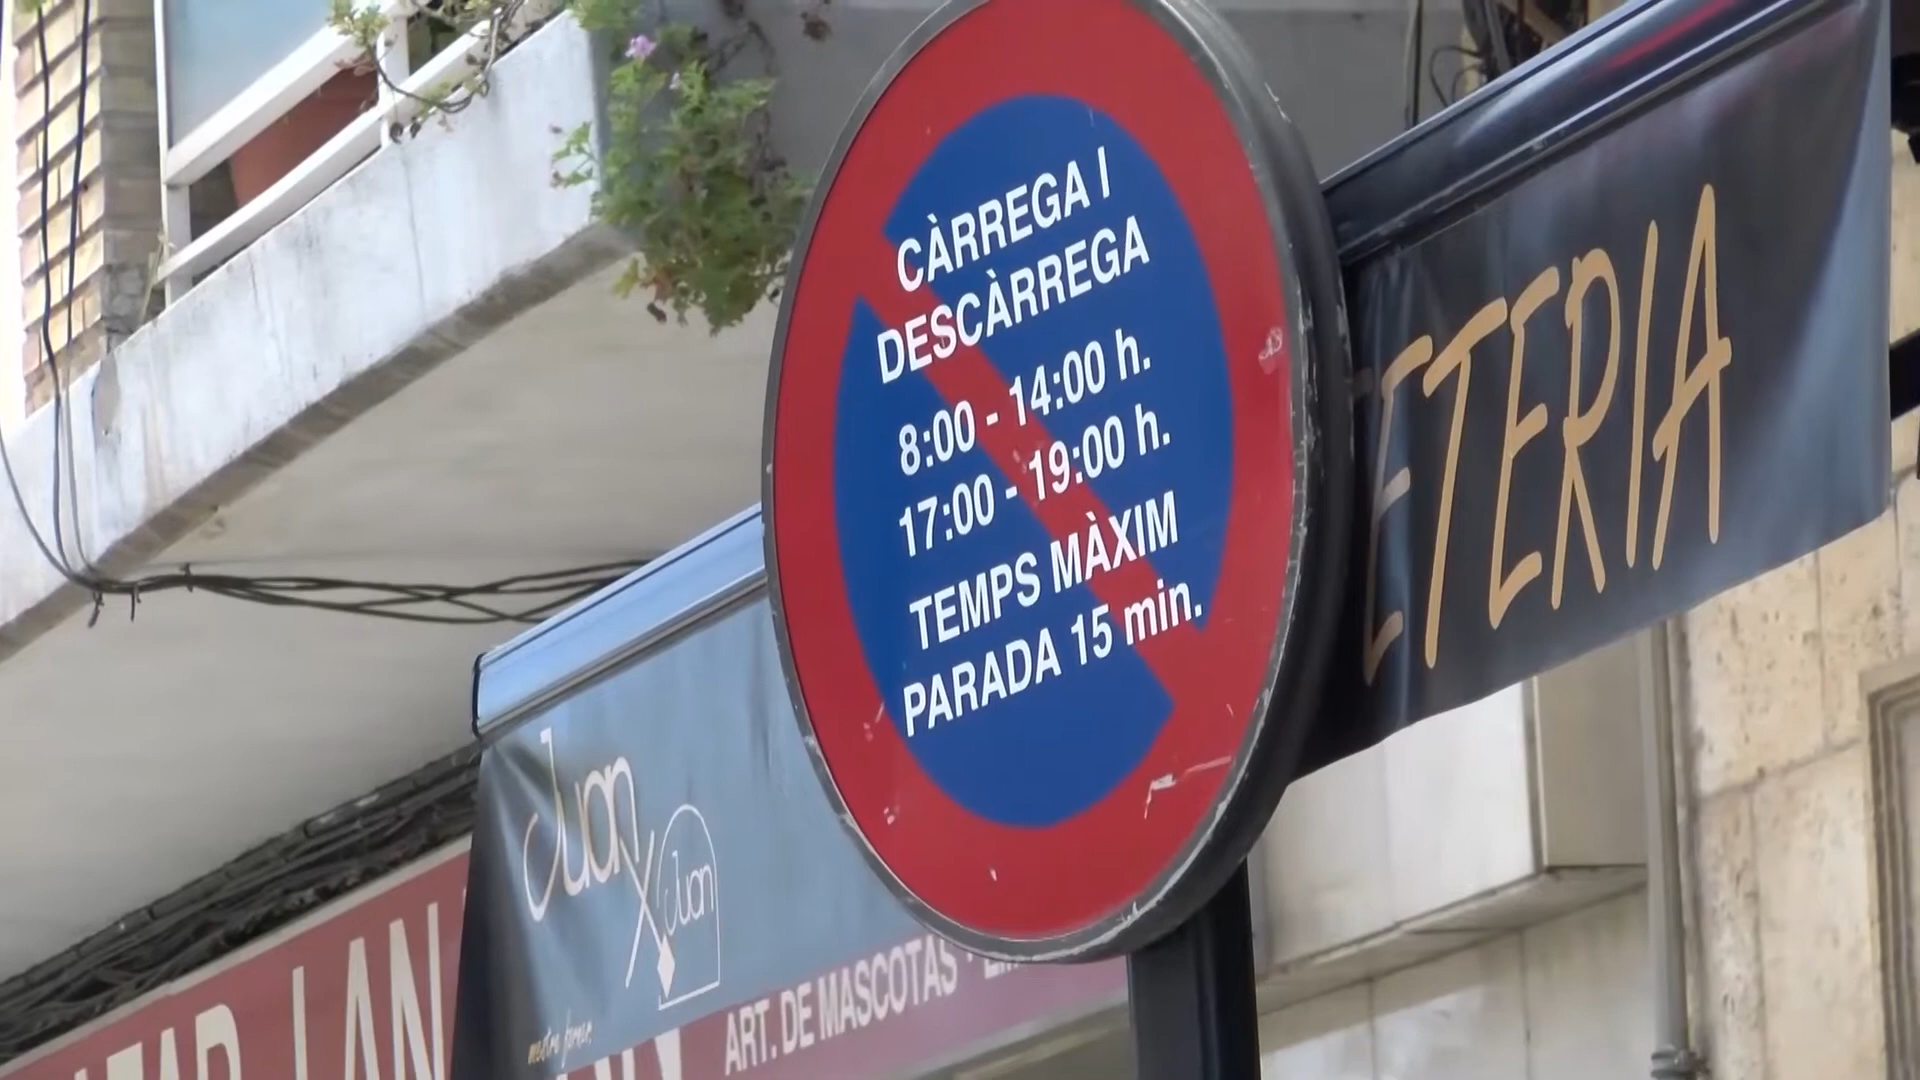 CÀRREGA I
DESCÀRREGA
8:00 - 14:00 h.
17:00 - 19:00 h.
TEMPS MÀXIM
PARADA 15 min.
ETERIA
Juan
X Juan
ART. DE MASCOTAS ·
LAN